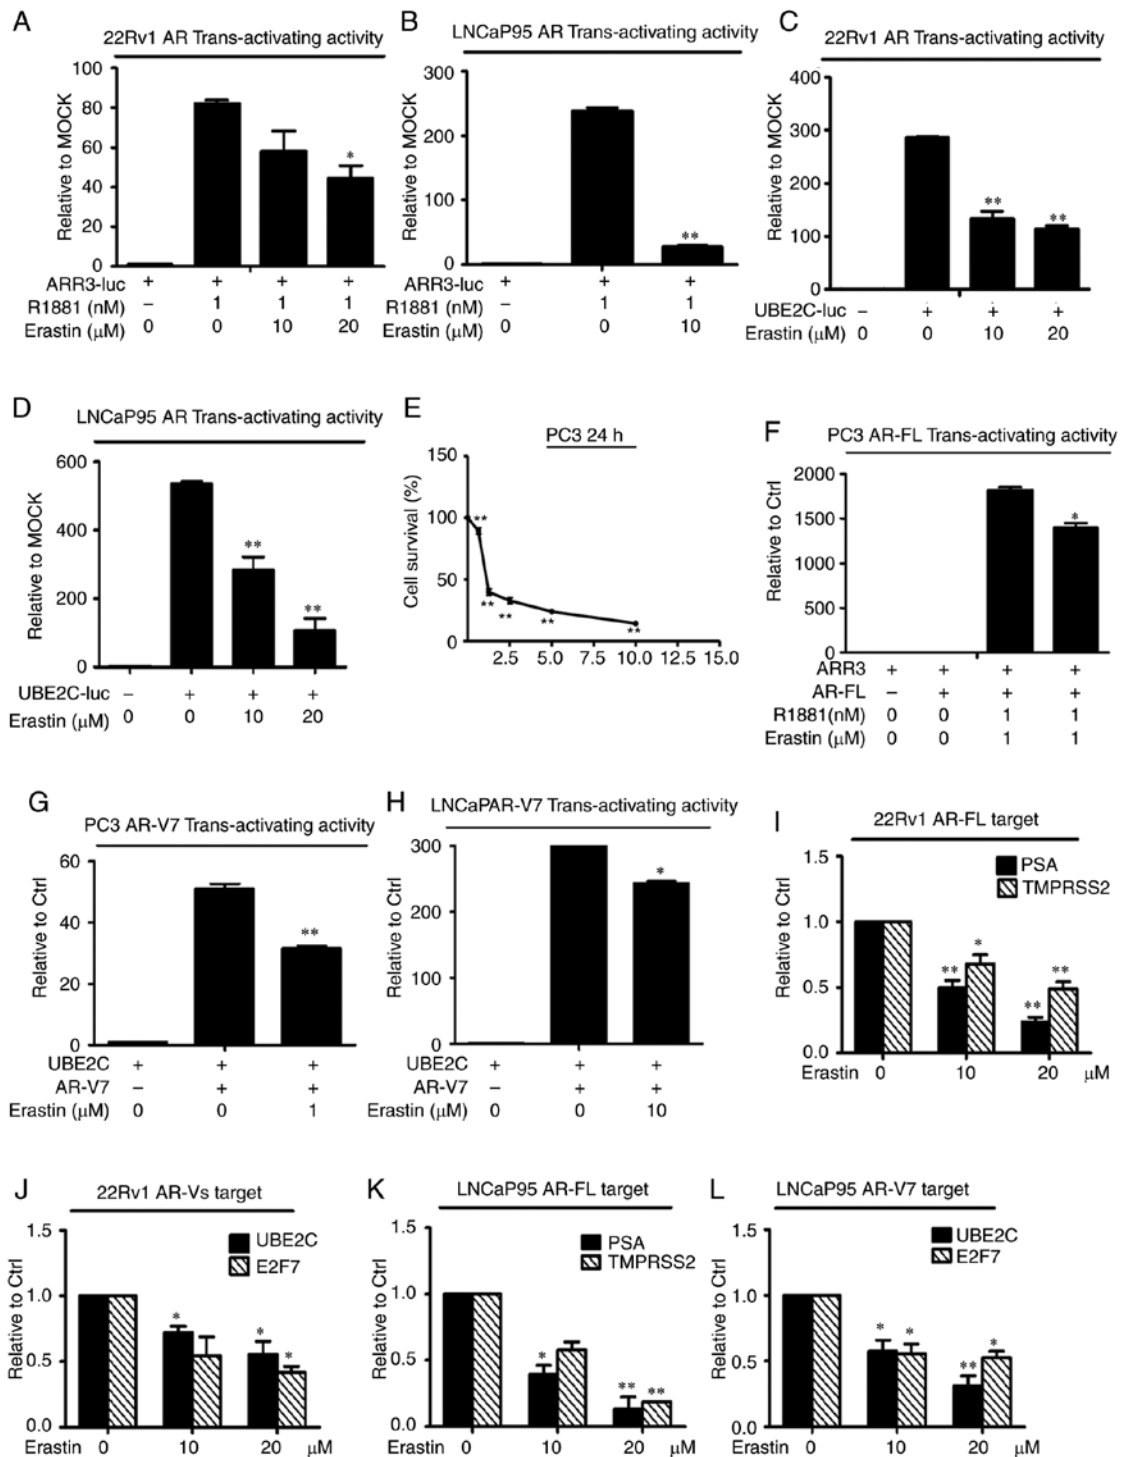 A
22Rv1 AR Trans-activating activity
Relative to MOCK
100
80
60
40
20
0
*
ARR3-luc + + + +
R1881 (nM) – 1 1 1
Erastin (μM) 0 0 10 20
B
LNCaP95 AR Trans-activating activity
Relative to MOCK
300
200
100
0
**
ARR3-luc + + +
R1881 (nM) – 1 1
Erastin (μM) 0 0 10
C
22Rv1 AR Trans-activating activity
Relative to MOCK
400
300
200
100
0
** **
UBE2C-luc – + + +
Erastin (μM) 0 0 10 20
D
LNCaP95 AR Trans-activating activity
Relative to MOCK
600
400
200
0
** **
UBE2C-luc – + + +
Erastin (μM) 0 0 10 20
E
PC3 24 h
Cell survival (%)
150
100
50
0
** ** ** ** **
2.5 5.0 7.5 10.0 12.5 15.0
F
PC3 AR-FL Trans-activating activity
Relative to Ctrl
2000
1500
1000
500
0
*
ARR3 + + + +
AR-FL – + + +
R1881(nM) 0 0 1 1
Erastin (μM) 0 0 1 1
G
PC3 AR-V7 Trans-activating activity
Relative to Ctrl
60
40
20
0
**
UBE2C + + +
AR-V7 – + +
Erastin (μM) 0 0 1
H
LNCaPAR-V7 Trans-activating activity
Relative to Ctrl
300
200
100
0
*
UBE2C + + +
AR-V7 – + +
Erastin (μM) 0 0 10
I
22Rv1 AR-FL target
Relative to Ctrl
1.5
1.0
0.5
0.0
PSA
TMPRSS2
** * ** **
Erastin 0 10 20 μM
J
22Rv1 AR-Vs target
Relative to Ctrl
1.5
1.0
0.5
0.0
UBE2C
E2F7
* * *
Erastin 0 10 20 μM
K
LNCaP95 AR-FL target
Relative to Ctrl
1.5
1.0
0.5
0.0
PSA
TMPRSS2
* ** **
Erastin 0 10 20 μM
L
LNCaP95 AR-V7 target
Relative to Ctrl
1.5
1.0
0.5
0.0
UBE2C
E2F7
* * ** *
Erastin 0 10 20 μM